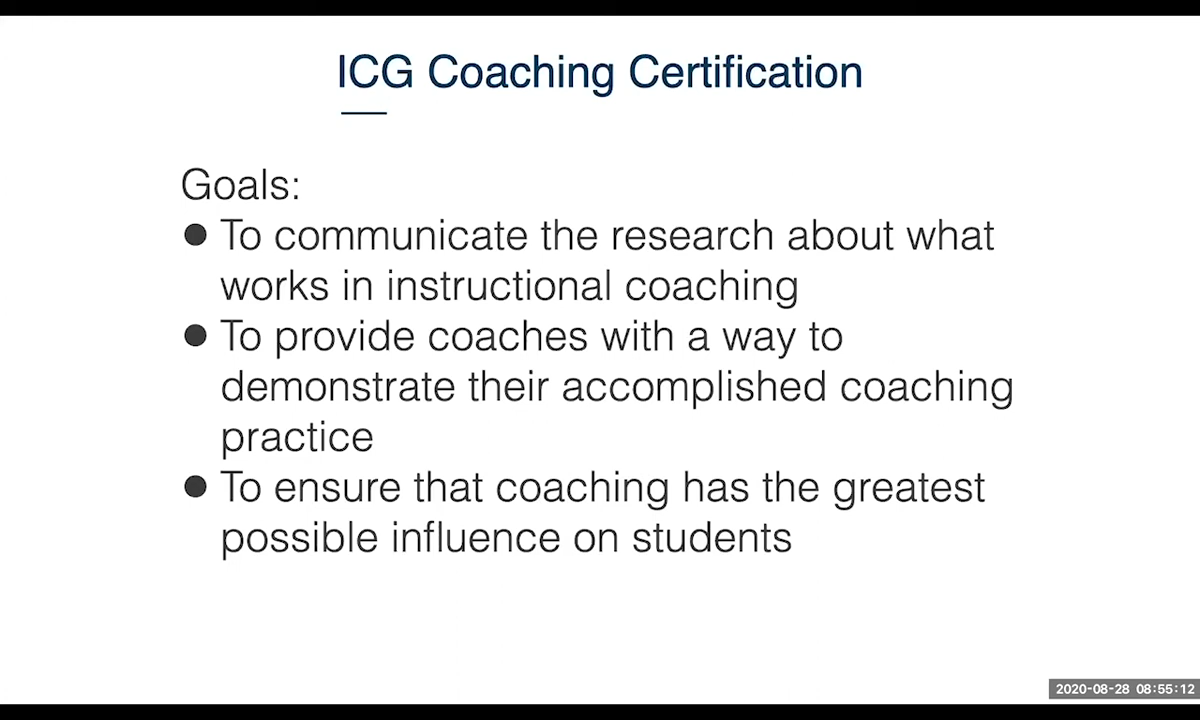 ICG Coaching Certification
Goals:
● To communicate the research about what
works in instructional coaching
● To provide coaches with a way to
demonstrate their accomplished coaching
practice
● To ensure that coaching has the greatest
possible influence on students
2020-08-28 08:55:12